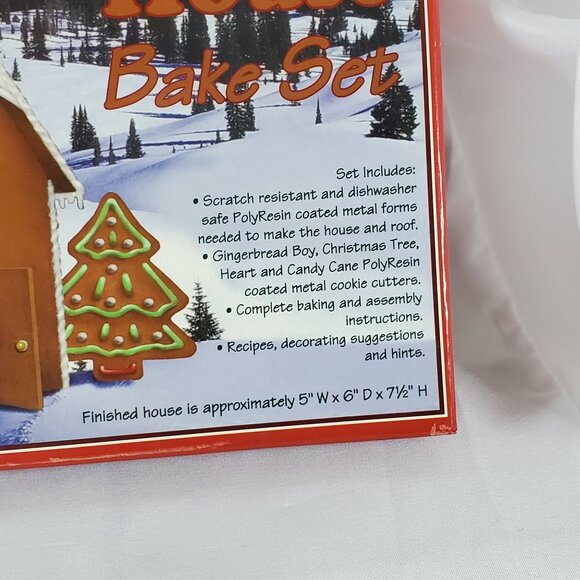 House
Bake Set
Set Includes:
• Scratch resistant and dishwasher
safe PolyResin coated metal forms
needed to make the house and roof.
• Gingerbread Boy, Christmas Tree,
Heart and Candy Cane PolyResin
coated metal cookie cutters.
• Complete baking and assembly
instructions.
• Recipes, decorating suggestions
and hints.
Finished house is approximately 5" W x 6" D x 7½" H